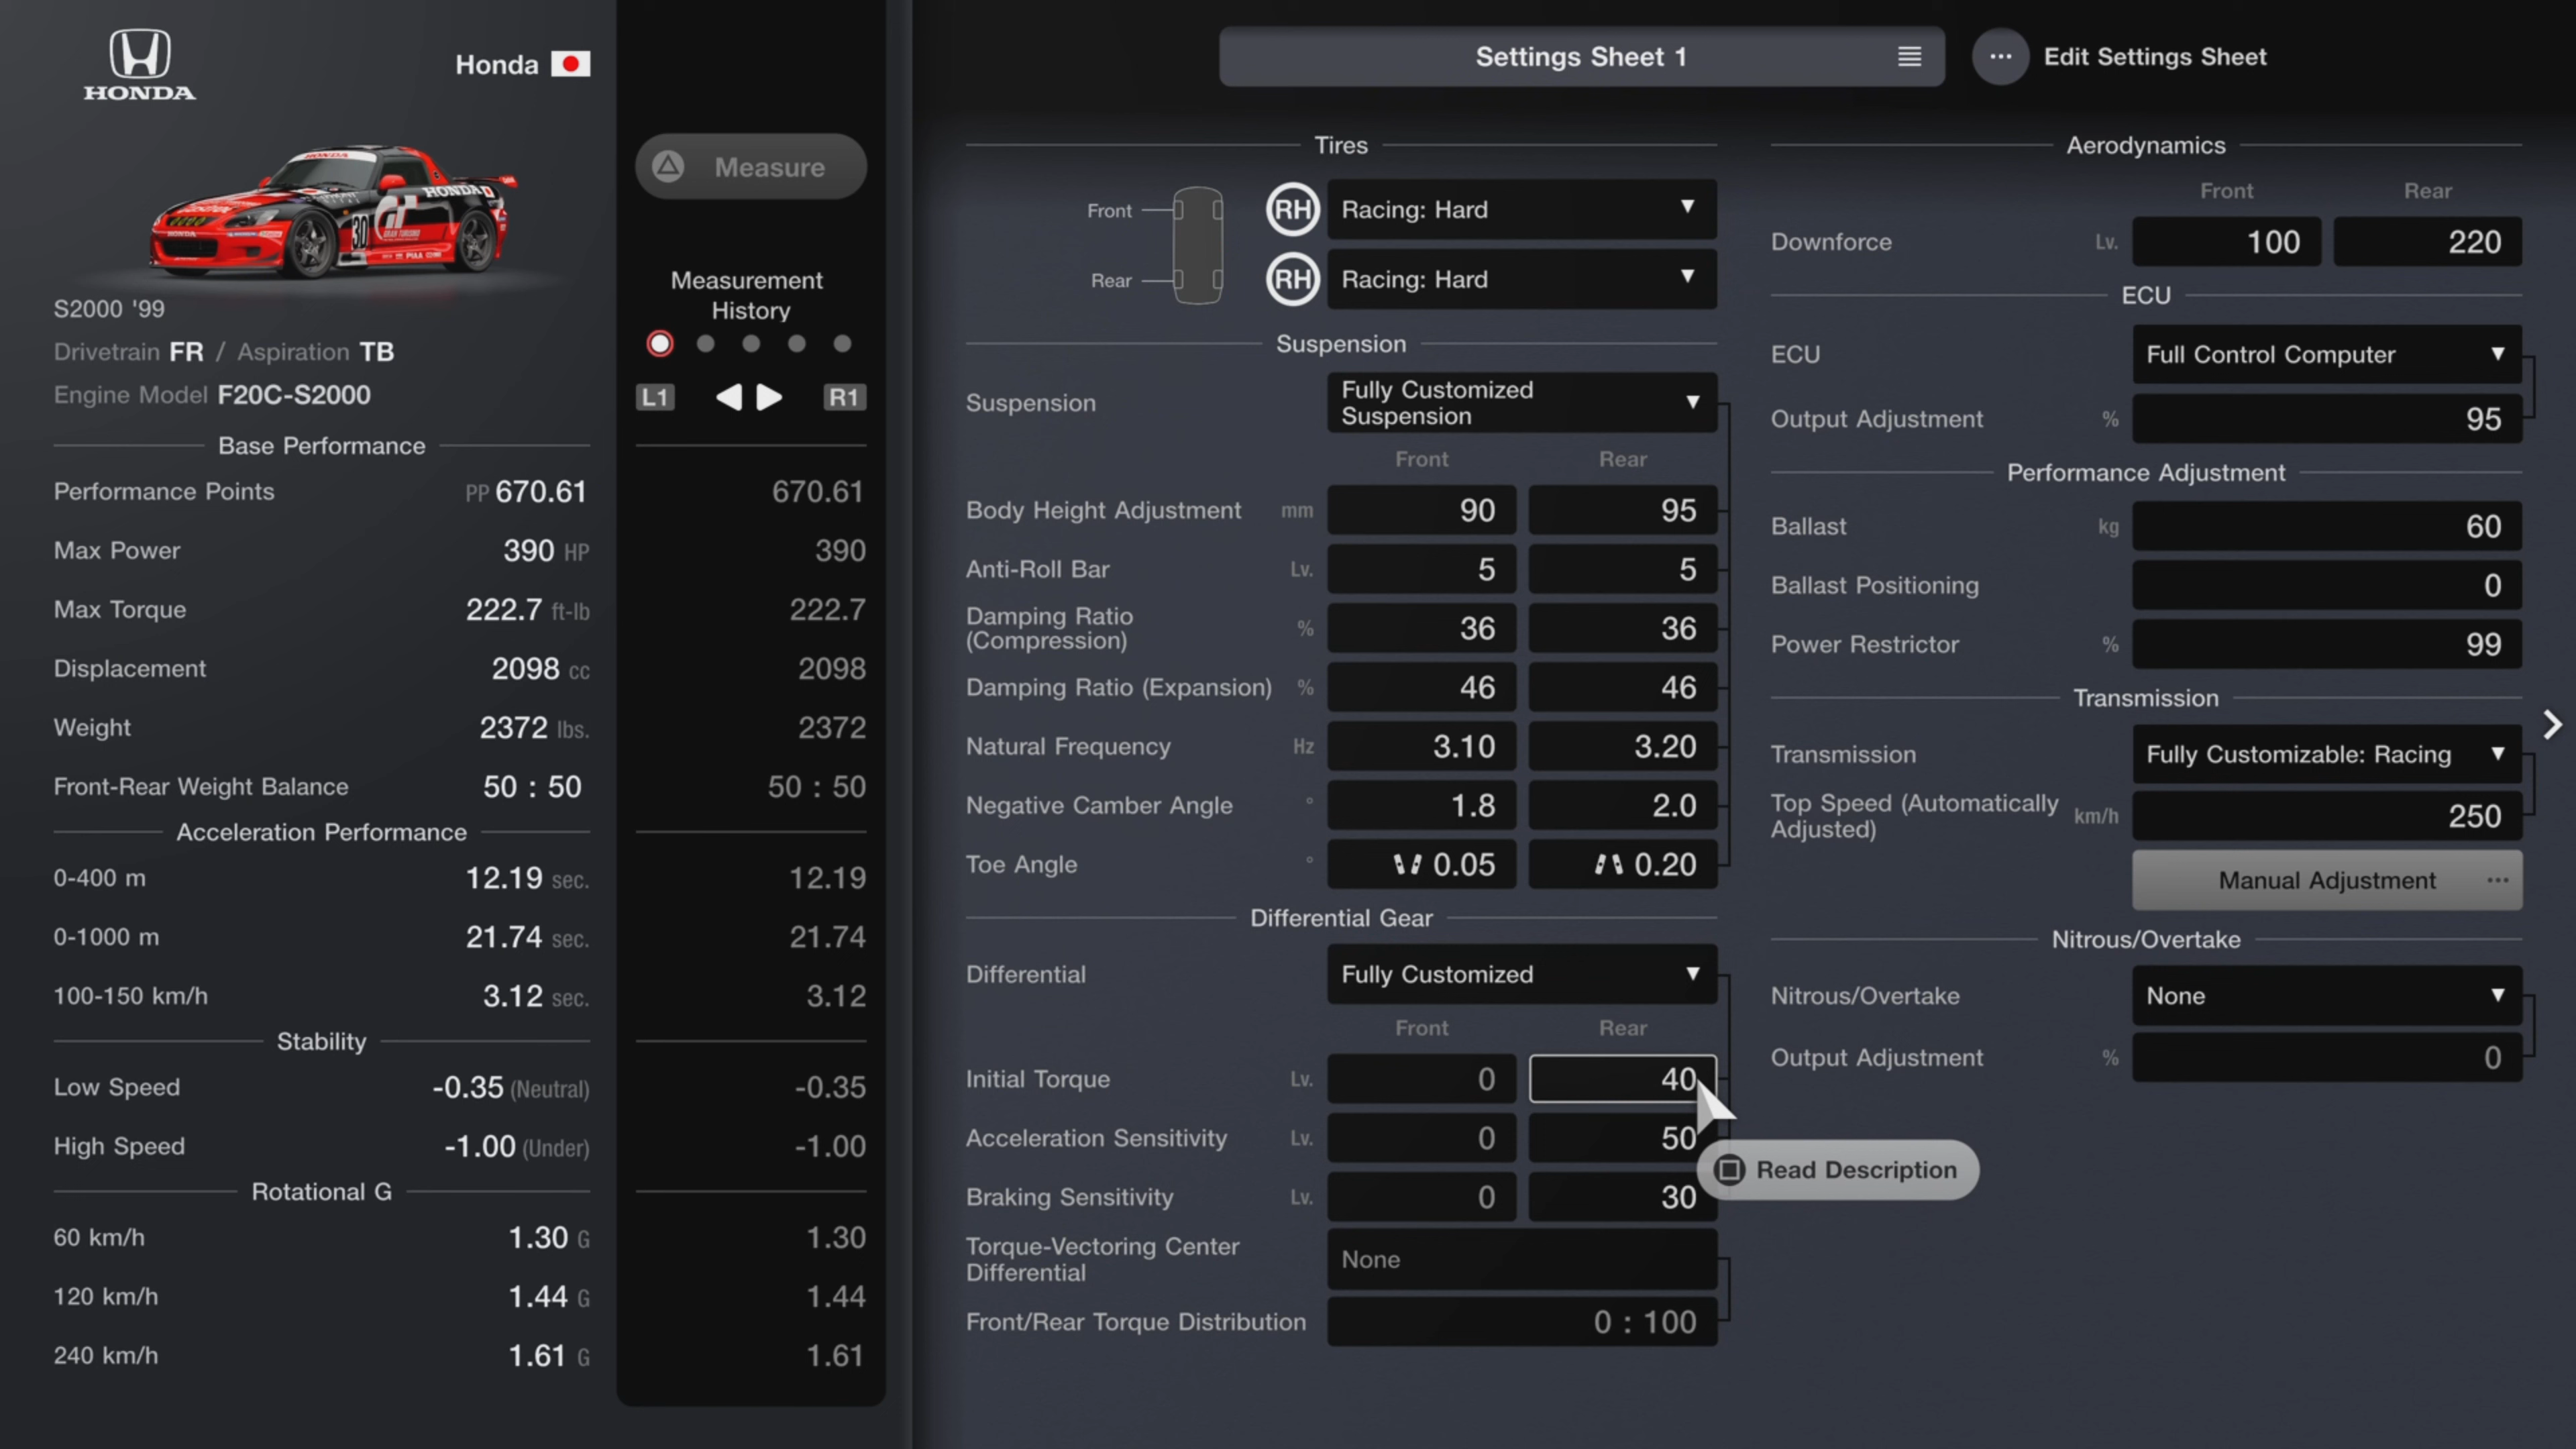 HONDA
Honda
S2000 '99
Drivetrain FR / Aspiration TB
Engine Model F20C-S2000
Base Performance
Performance Points PP 670.61
Max Power 390 HP
Max Torque 222.7 ft-lb
Displacement 2098 cc
Weight 2372 lbs.
Front-Rear Weight Balance 50 : 50
Acceleration Performance
0-400 m 12.19 sec.
0-1000 m 21.74 sec.
100-150 km/h 3.12 sec.
Stability
Low Speed -0.35 (Neutral)
High Speed -1.00 (Under)
Rotational G
60 km/h 1.30 G
120 km/h 1.44 G
240 km/h 1.61 G
Measure
Measurement
History
L1 R1
670.61
390
222.7
2098
2372
50 : 50
12.19
21.74
3.12
-0.35
-1.00
1.30
1.44
1.61
Settings Sheet 1
Edit Settings Sheet
Tires
Front RH Racing: Hard
Rear RH Racing: Hard
Suspension
Suspension Fully Customized
Suspension
Front Rear
Body Height Adjustment mm 90 95
Anti-Roll Bar Lv. 5 5
Damping Ratio
(Compression) % 36 36
Damping Ratio (Expansion) % 46 46
Natural Frequency Hz 3.10 3.20
Negative Camber Angle ° 1.8 2.0
Toe Angle ° 0.05 0.20
Differential Gear
Differential Fully Customized
Front Rear
Initial Torque Lv. 0 40
Acceleration Sensitivity Lv. 0 50
Braking Sensitivity Lv. 0 30
Torque-Vectoring Center
Differential None
Front/Rear Torque Distribution 0 : 100
Read Description
Aerodynamics
Front Rear
Downforce Lv. 100 220
ECU
ECU Full Control Computer
Output Adjustment % 95
Performance Adjustment
Ballast kg 60
Ballast Positioning 0
Power Restrictor % 99
Transmission
Transmission Fully Customizable: Racing
Top Speed (Automatically
Adjusted) km/h 250
Manual Adjustment
Nitrous/Overtake
Nitrous/Overtake None
Output Adjustment % 0